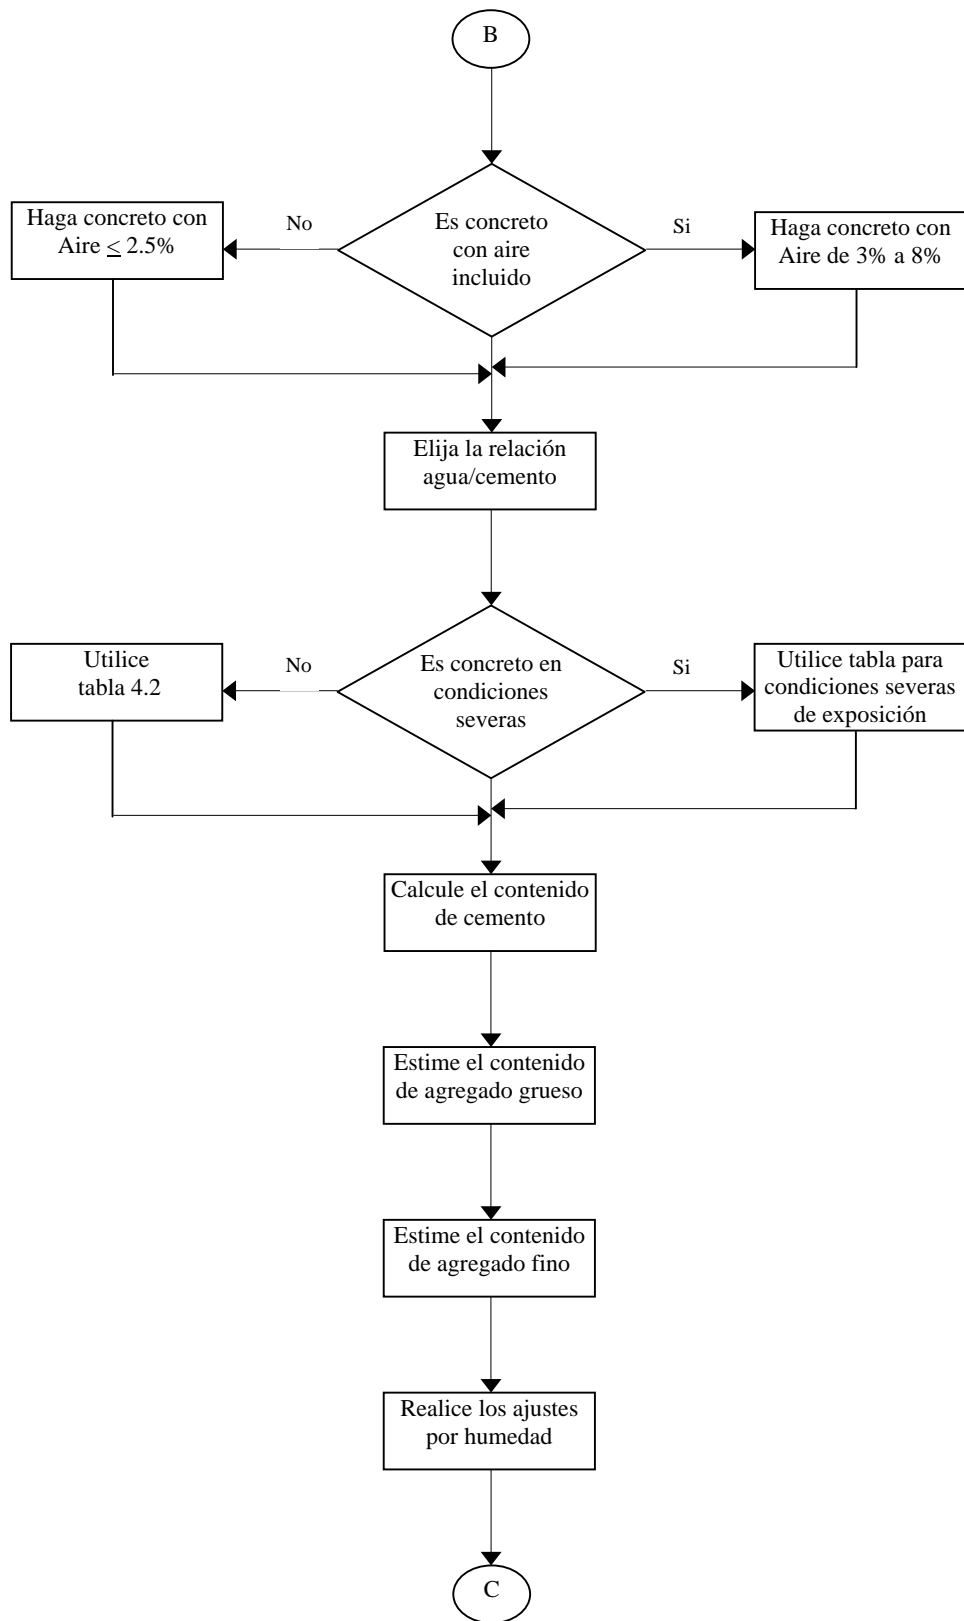 B
Haga concreto con
Aire ≤ 2.5%
No
Es concreto
con aire
incluido
Si
Haga concreto con
Aire de 3% a 8%
Elija la relación
agua/cemento
Utilice
tabla 4.2
No
Es concreto en
condiciones
severas
Si
Utilice tabla para
condiciones severas
de exposición
Calcule el contenido
de cemento
Estime el contenido
de agregado grueso
Estime el contenido
de agregado fino
Realice los ajustes
por humedad
C